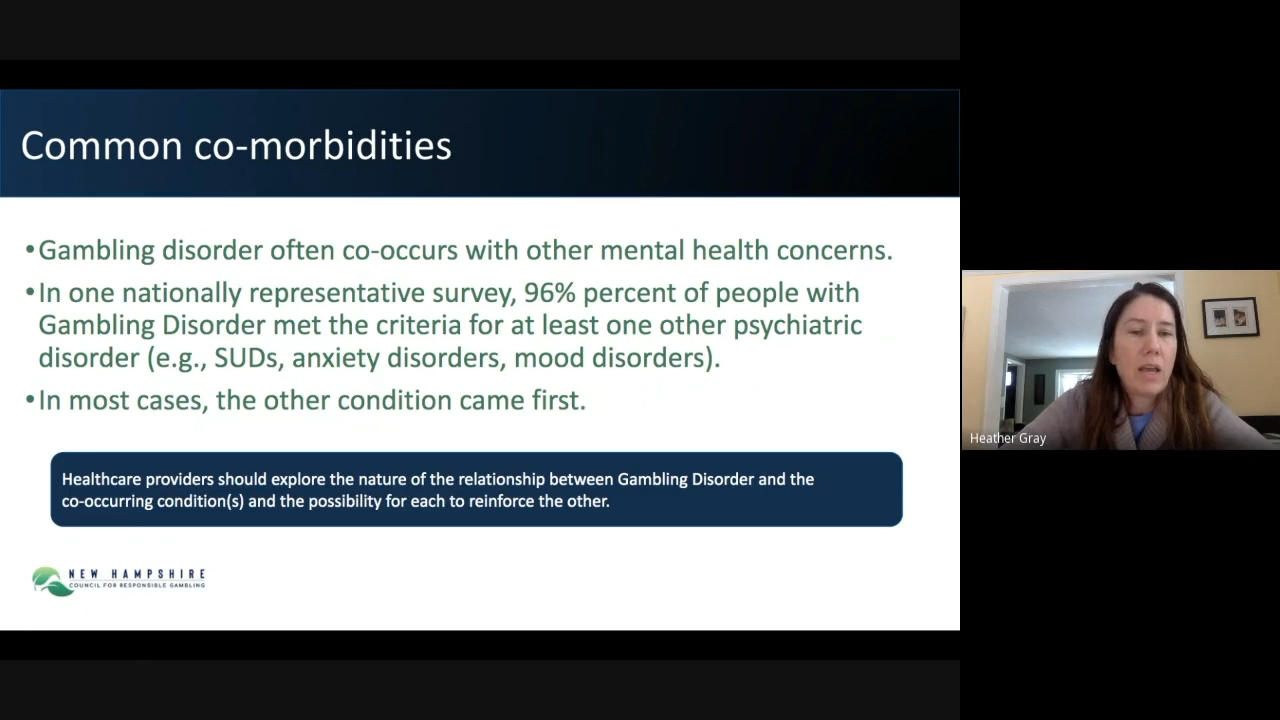 Common co-morbidities
•Gambling disorder often co-occurs with other mental health concerns.
•In one nationally representative survey, 96% percent of people with
Gambling Disorder met the criteria for at least one other psychiatric
disorder (e.g., SUDs, anxiety disorders, mood disorders).
•In most cases, the other condition came first.
Healthcare providers should explore the nature of the relationship between Gambling Disorder and the
co-occurring condition(s) and the possibility for each to reinforce the other.
NEW HAMPSHIRE
COUNCIL FOR RESPONSIBLE GAMBLING
Heather Gray